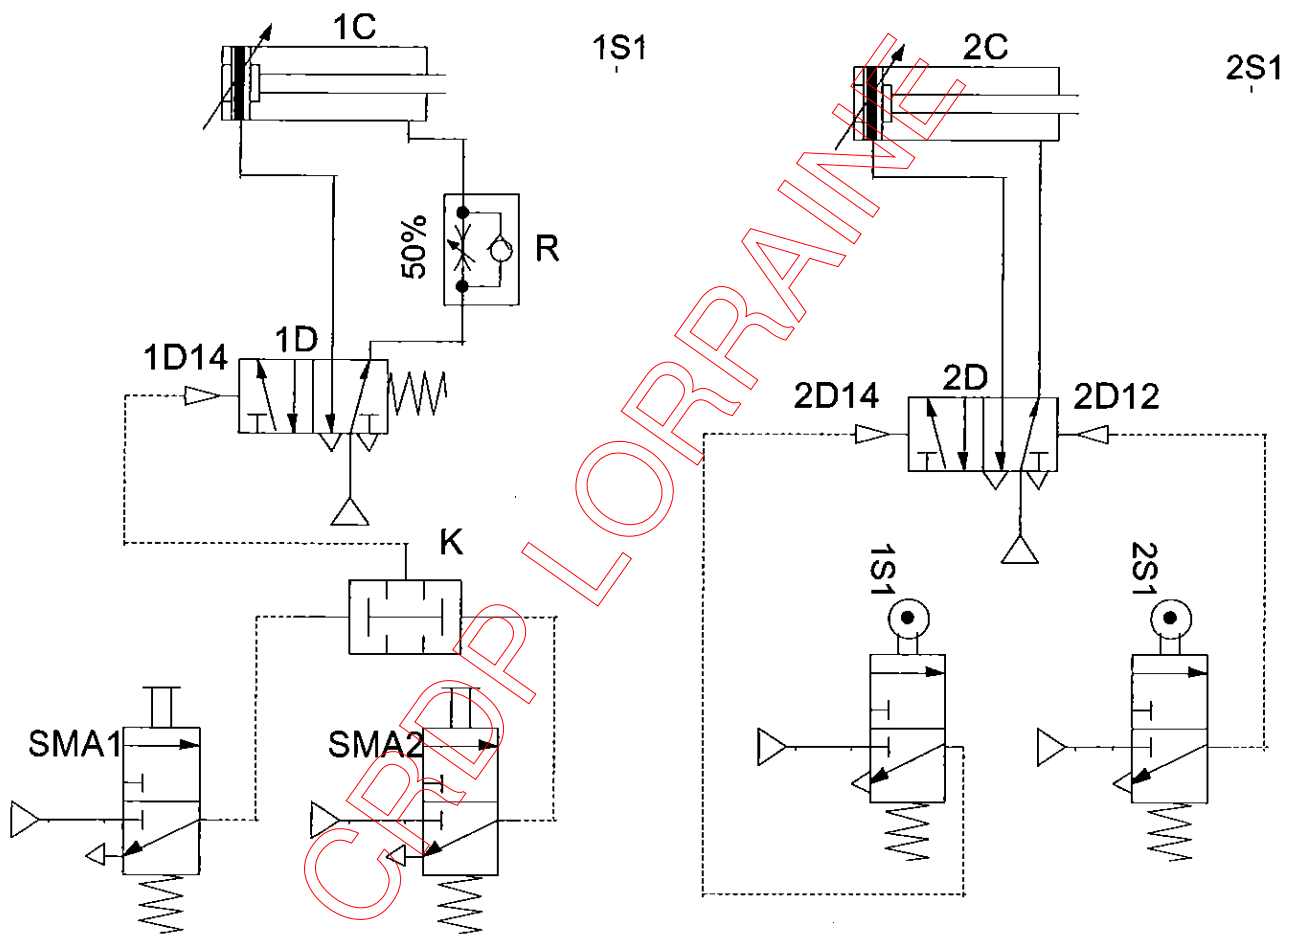 1C
1S1
2C
2S1
50%
R
1D14
1D
2D14
2D
2D12
K
1S1
2S1
SMA1
SMA2
CRDP LORRAINE